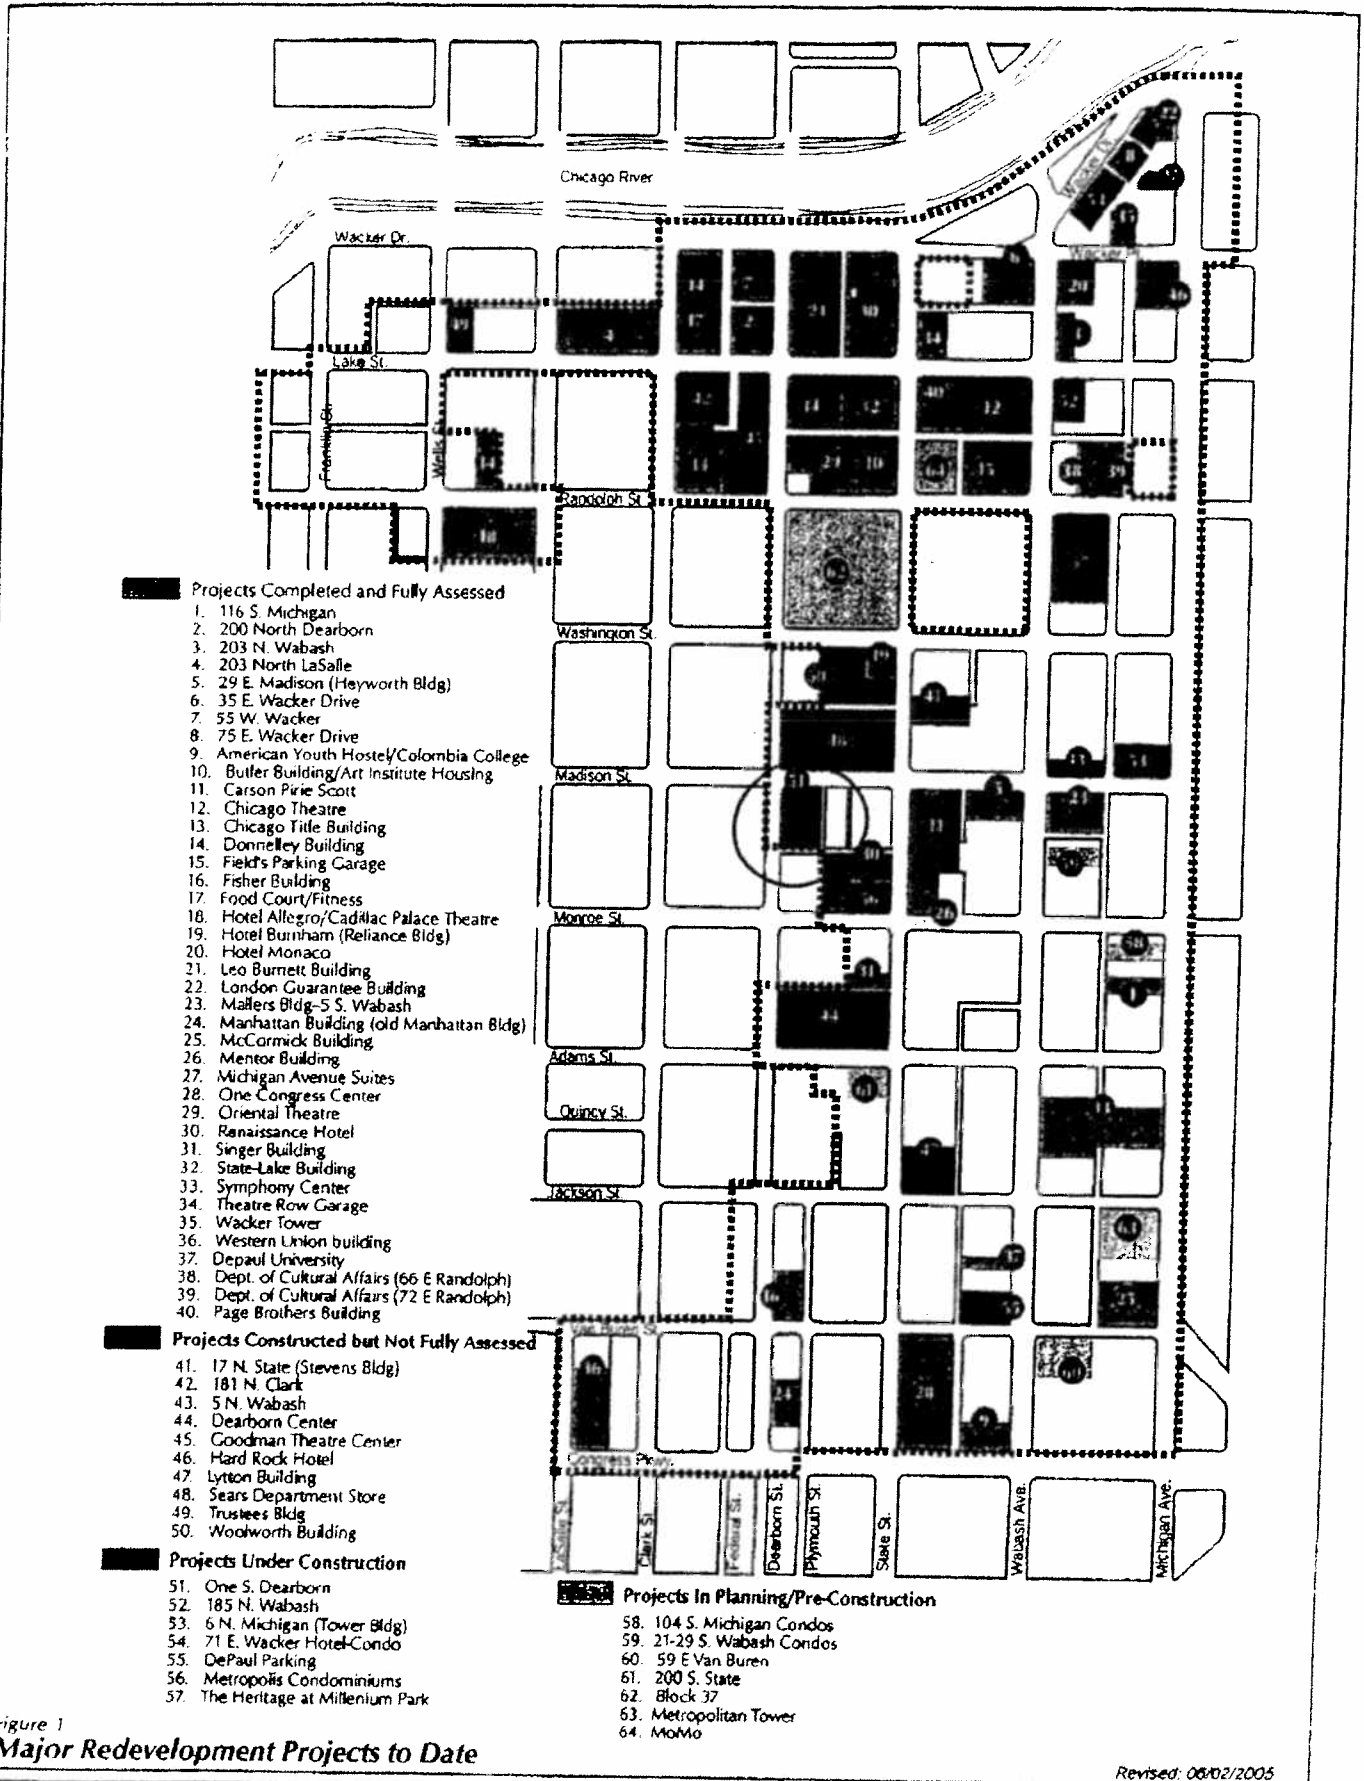 Chicago River
Wacker Dr.
Wacker Dr.
Wacker Pl.
Lake St.
Franklin St.
Wells St.
Randolph St.
Washington St.
Madison St.
Monroe St.
Adams St.
Quincy St.
Jackson St.
Van Buren St.
Congress Pkwy.
LaSalle St.
Clark St.
Federal St.
Dearborn St.
Plymouth St.
State St.
Wabash Ave.
Michigan Ave.
Projects Completed and Fully Assessed
1. 116 S. Michigan
2. 200 North Dearborn
3. 203 N. Wabash
4. 203 North LaSalle
5. 29 E. Madison (Heyworth Bldg)
6. 35 E. Wacker Drive
7. 55 W. Wacker
8. 75 E. Wacker Drive
9. American Youth Hostel/Colombia College
10. Butler Building/Art Institute Housing
11. Carson Pirie Scott
12. Chicago Theatre
13. Chicago Title Building
14. Donnelley Building
15. Field's Parking Garage
16. Fisher Building
17. Food Court/Fitness
18. Hotel Allegro/Cadillac Palace Theatre
19. Hotel Burnham (Reliance Bldg)
20. Hotel Monaco
21. Leo Burnett Building
22. London Guarantee Building
23. Mallers Bldg-5 S. Wabash
24. Manhattan Building (old Manhattan Bldg)
25. McCormick Building
26. Mentor Building
27. Michigan Avenue Suites
28. One Congress Center
29. Oriental Theatre
30. Renaissance Hotel
31. Singer Building
32. State-Lake Building
33. Symphony Center
34. Theatre Row Garage
35. Wacker Tower
36. Western Union building
37. Depaul University
38. Dept. of Cultural Affairs (66 E Randolph)
39. Dept. of Cultural Affairs (72 E Randolph)
40. Page Brothers Building
Projects Constructed but Not Fully Assessed
41. 17 N. State (Stevens Bldg)
42. 181 N. Clark
43. 5 N. Wabash
44. Dearborn Center
45. Goodman Theatre Center
46. Hard Rock Hotel
47. Lytton Building
48. Sears Department Store
49. Trustees Bldg
50. Woolworth Building
Projects Under Construction
51. One S. Dearborn
52. 185 N. Wabash
53. 6 N. Michigan (Tower Bldg)
54. 71 E. Wacker Hotel-Condo
55. DePaul Parking
56. Metropolis Condominiums
57. The Heritage at Millenium Park
Projects In Planning/Pre-Construction
58. 104 S. Michigan Condos
59. 21-29 S. Wabash Condos
60. 59 E Van Buren
61. 200 S. State
62. Block 37
63. Metropolitan Tower
64. MoMo
igure 1
Major Redevelopment Projects to Date
Revised: 06/02/2005